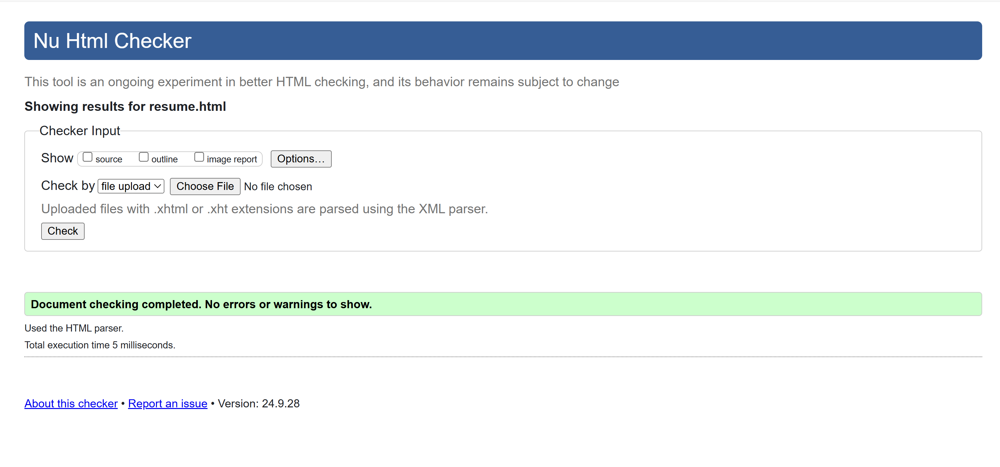 Nu Html Checker
This tool is an ongoing experiment in better HTML checking, and its behavior remains subject to change
Showing results for resume.html
Checker Input
Show source outline image report Options…
Check by file upload Choose File No file chosen
Uploaded files with .xhtml or .xht extensions are parsed using the XML parser.
Check
Document checking completed. No errors or warnings to show.
Used the HTML parser.
Total execution time 5 milliseconds.
About this checker • Report an issue • Version: 24.9.28